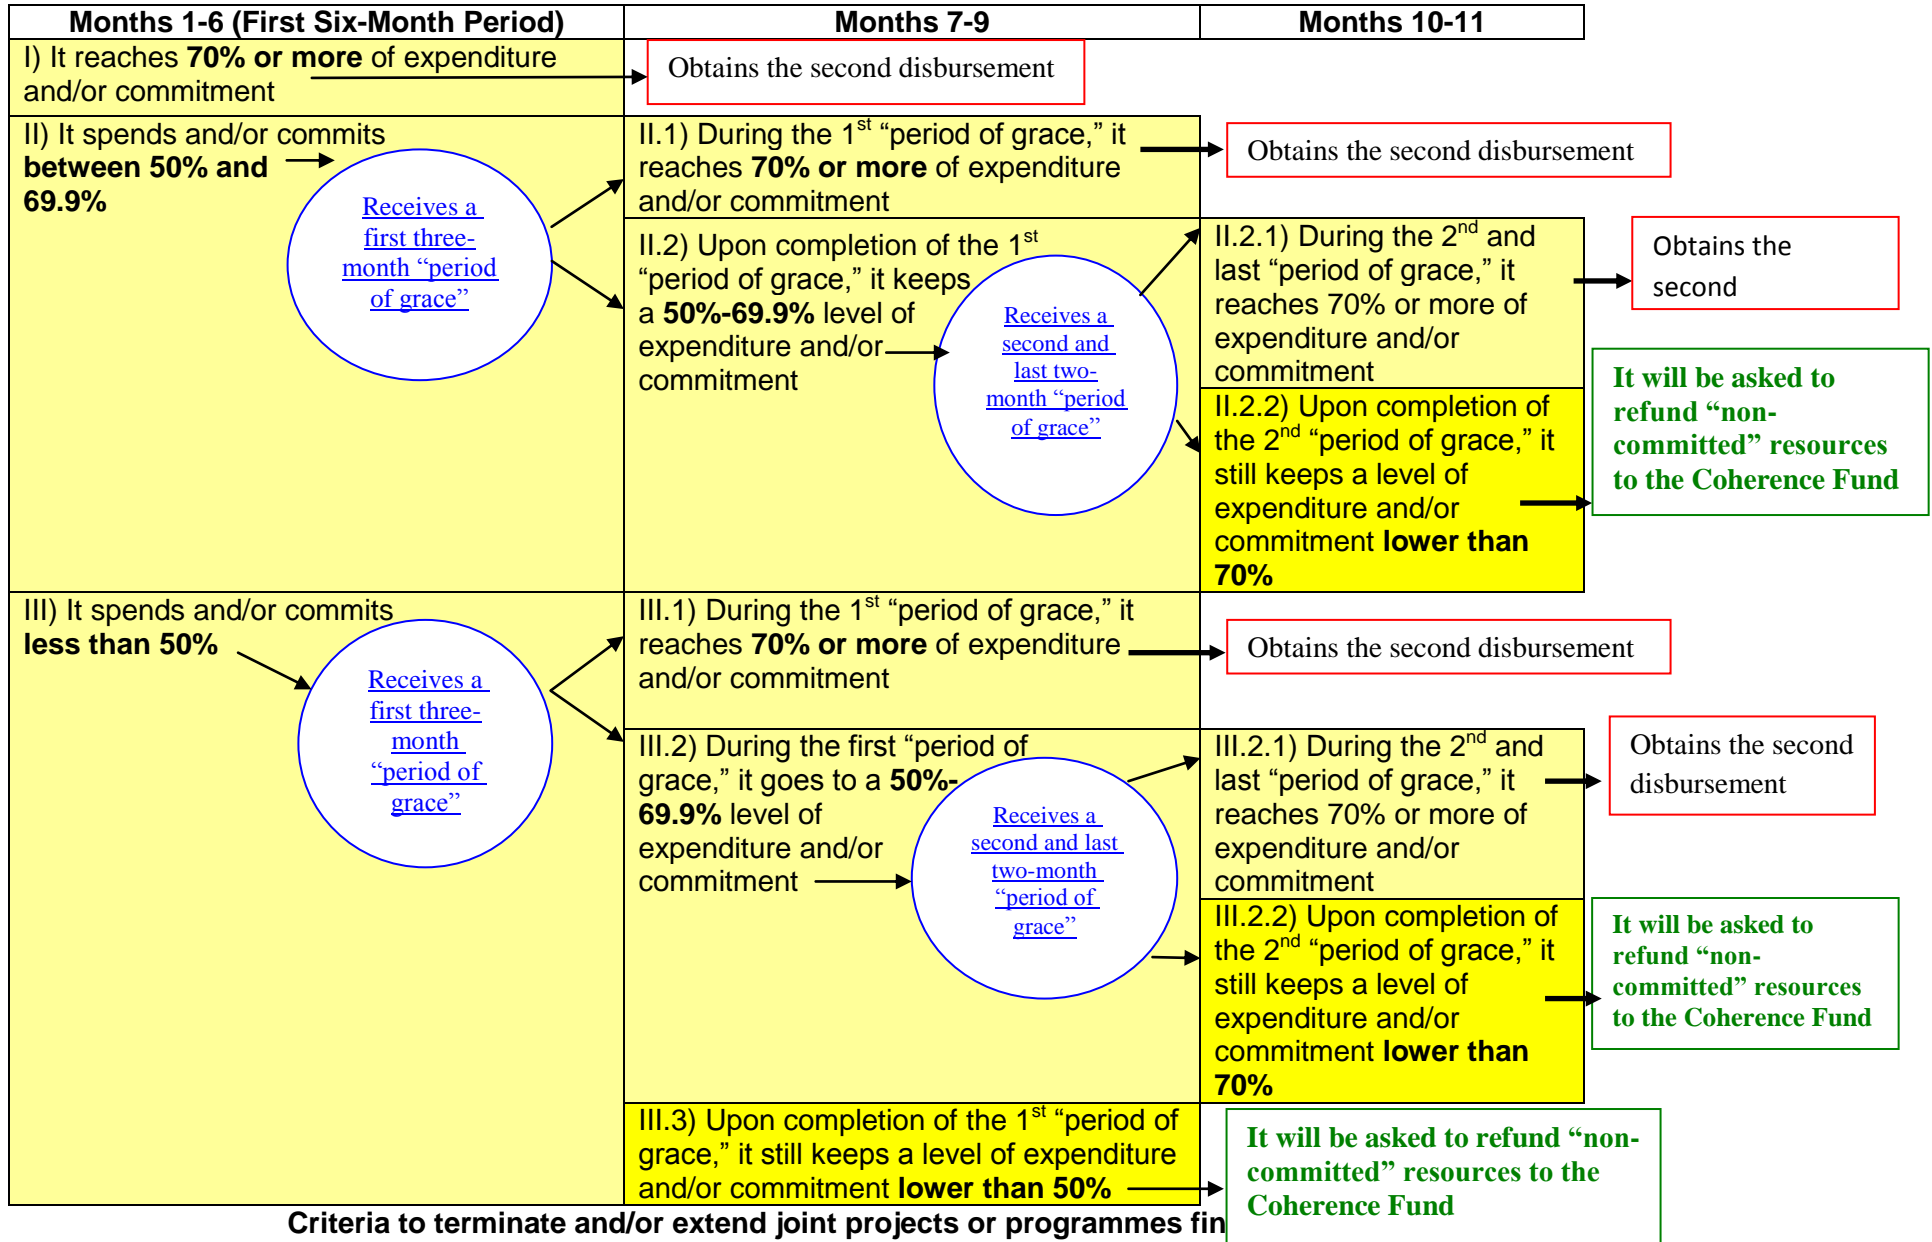 Months 1-6 (First Six-Month Period)
Months 7-9
Months 10-11
I) It reaches 70% or more of expenditure
and/or commitment
Obtains the second disbursement
II) It spends and/or commits
between 50% and
69.9%
Receives a
first three-
month “period
of grace”
II.1) During the 1st “period of grace,” it
reaches 70% or more of expenditure
and/or commitment
Obtains the second disbursement
II.2) Upon completion of the 1st
“period of grace,” it keeps
a 50%-69.9% level of
expenditure and/or
commitment
Receives a
second and
last two-
month “period
of grace”
II.2.1) During the 2nd and
last “period of grace,” it
reaches 70% or more of
expenditure and/or
commitment
Obtains the
second
II.2.2) Upon completion of
the 2nd “period of grace,” it
still keeps a level of
expenditure and/or
commitment lower than
70%
It will be asked to
refund “non-
committed” resources
to the Coherence Fund
III) It spends and/or commits
less than 50%
Receives a
first three-
month
“period of
grace”
III.1) During the 1st “period of grace,” it
reaches 70% or more of expenditure
and/or commitment
Obtains the second disbursement
III.2) During the first “period of
grace,” it goes to a 50%-
69.9% level of
expenditure and/or
commitment
Receives a
second and last
two-month
“period of
grace”
III.2.1) During the 2nd and
last “period of grace,” it
reaches 70% or more of
expenditure and/or
commitment
Obtains the second
disbursement
III.2.2) Upon completion of
the 2nd “period of grace,” it
still keeps a level of
expenditure and/or
commitment lower than
70%
It will be asked to
refund “non-
committed” resources
to the Coherence Fund
III.3) Upon completion of the 1st “period of
grace,” it still keeps a level of expenditure
and/or commitment lower than 50%
It will be asked to refund “non-
committed” resources to the
Coherence Fund
Criteria to terminate and/or extend joint projects or programmes fin